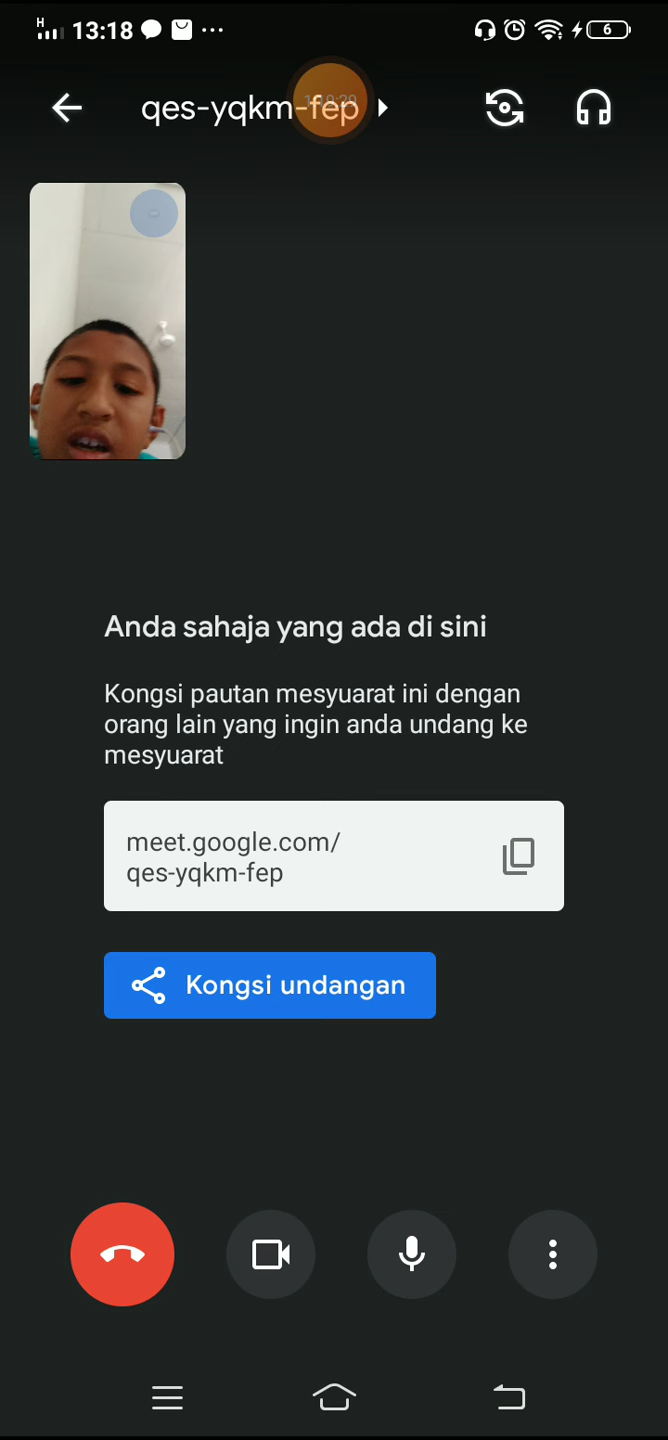 H
13:18
6
qes-yqkm-fep
Anda sahaja yang ada di sini
Kongsi pautan mesyuarat ini dengan
orang lain yang ingin anda undang ke
mesyuarat
meet.google.com/
qes-yqkm-fep
Kongsi undangan